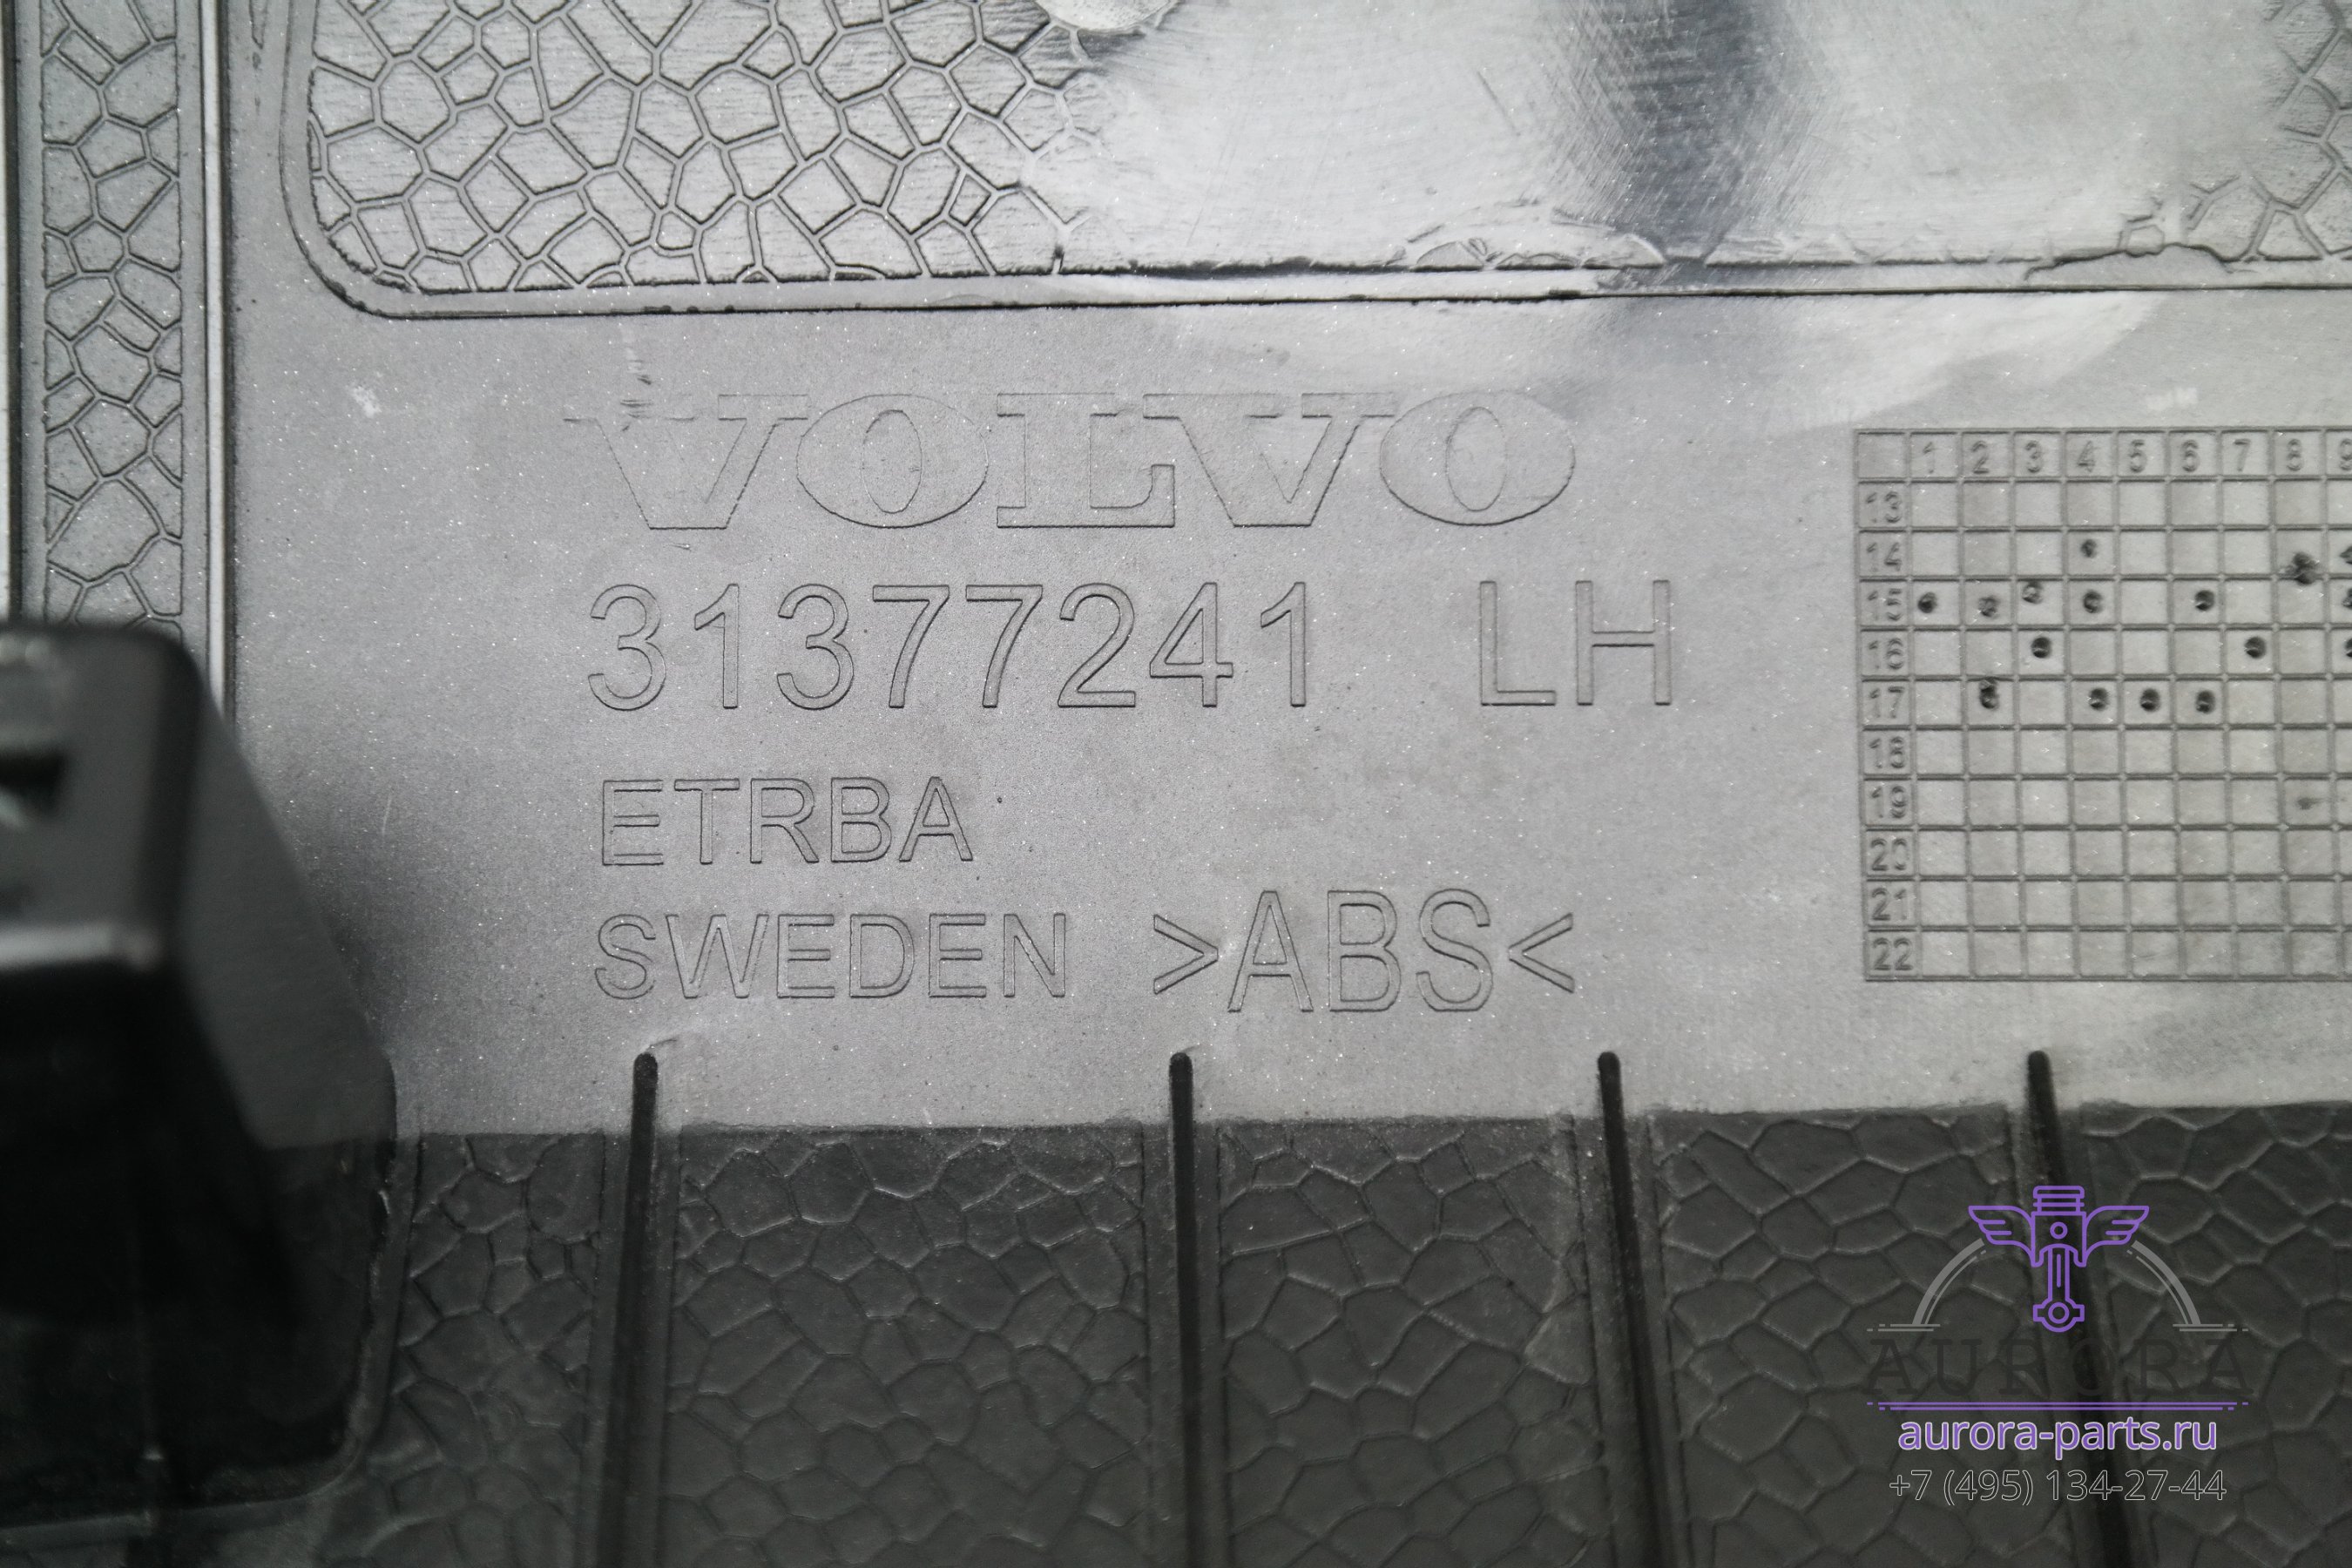 VOLVO
31377241 LH
ETRBA
SWEDEN >ABS<
1 2 3 4 5 6 7 8 9
13
14
15
16
17
18
19
20
21
22
AURORA
aurora-parts.ru
+7 (495) 134-27-44